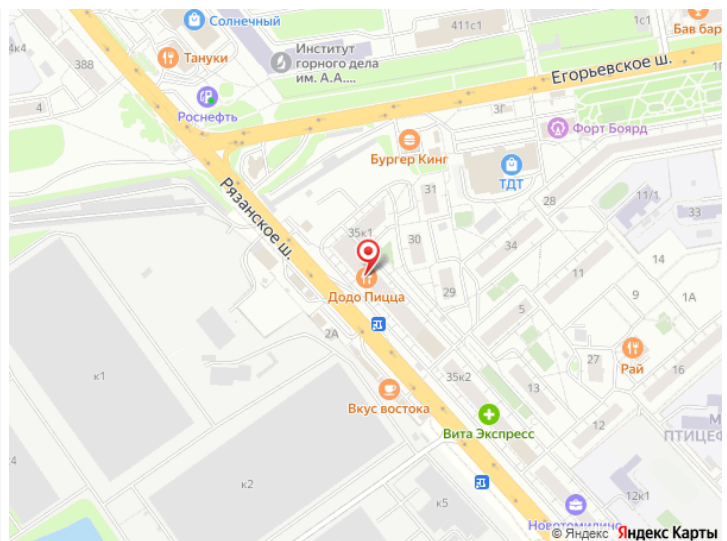 Солнечный
411с1
1с1
Бав бар
4к4
388
Тануки
Институт
горного дела
им. А.А....
Егорьевское ш.
4
Роснефть
3Г
Форт Боярд
Бургер Кинг
ТДТ
31
28
11/1
33
Рязанское ш.
35к1
30
34
14
11
9
1А
Додо Пицца
29
5
2А
27
Рай
16
к1
35к2
13
Вкус востока
Вита Экспресс
12
ПТИЦЕФ
4
к2
12к1
к5
Новотомилино
© Яндекс Яндекс Карты